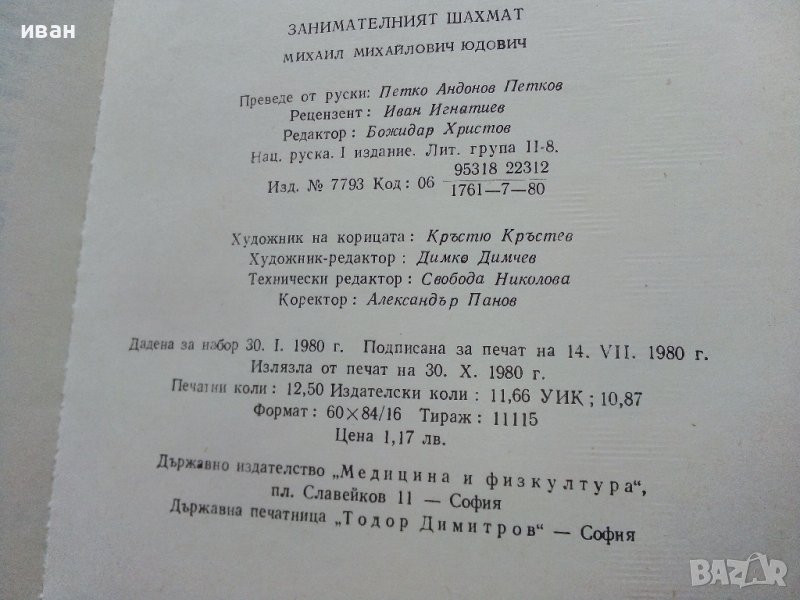 иван
ЗАНИМАТЕЛНИЯТ ШАХМАТ
МИХАИЛ МИХАЙЛОВИЧ ЮДОВИЧ
Преведе от руски: Петко Андонов Петков
Рецензент: Иван Игнатиев
Редактор: Божидар Христов
Нац. руска. I издание. Лит. група II-8.
95318 22312
Изд. № 7793 Код: 06
1761—7—80
Художник на корицата: Кръстю Кръстев
Художник-редактор: Димко Димчев
Технически редактор: Свобода Николова
Коректор: Александър Панов
Дадена за набор 30. I. 1980 г. Подписана за печат на 14. VII. 1980 г.
Излязла от печат на 30. X. 1980 г.
Печатни коли: 12,50 Издателски коли: 11,66 УИК; 10,87
Формат: 60×84/16 Тираж: 11115
Цена 1,17 лв.
Държавно издателство „Медицина и физкултура“,
пл. Славейков 11 — София
Държавна печатница „Тодор Димитров“ — София
BAZAR